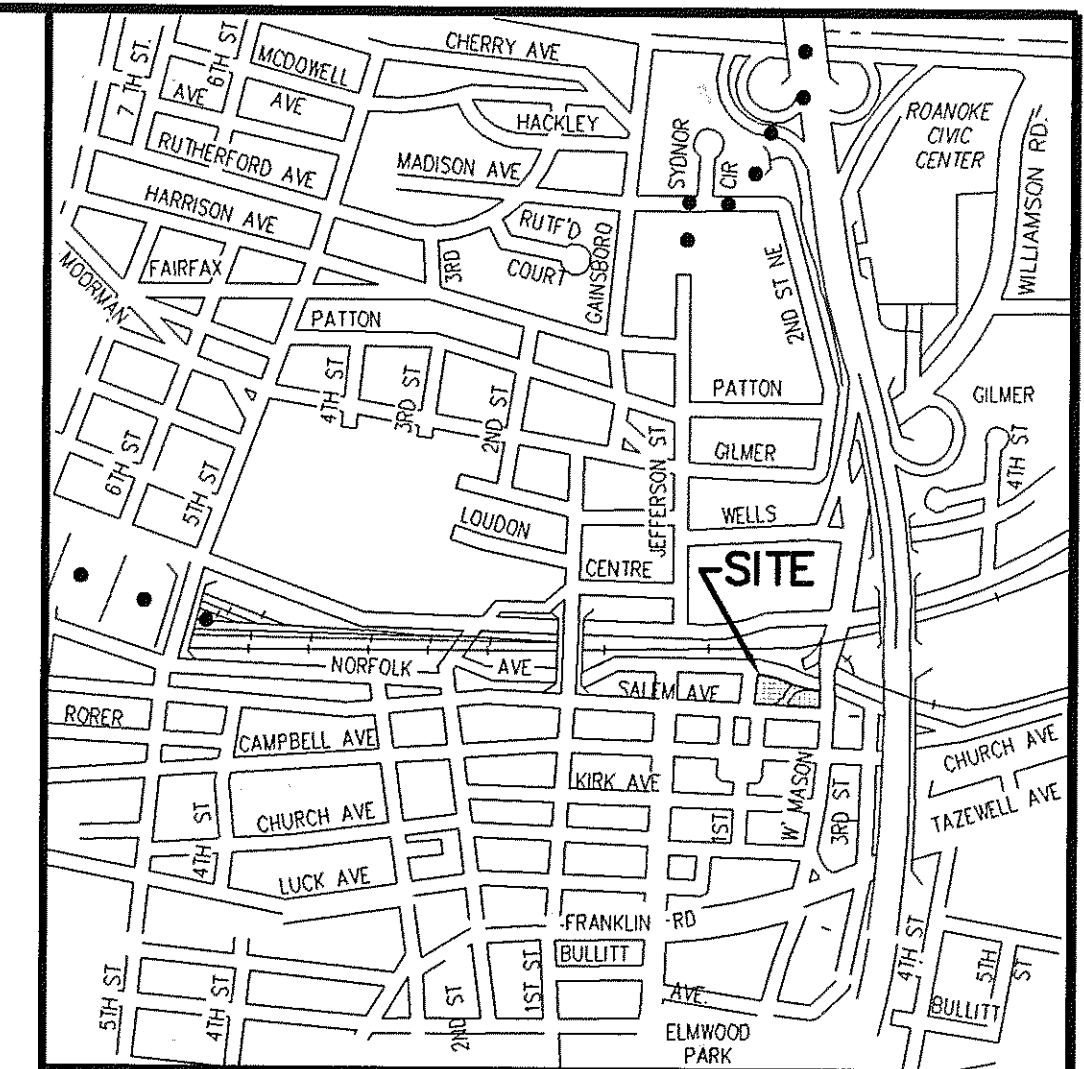 CHERRY AVE
7 TH ST.
6TH ST
MCDOWELL
AVE
AVE
HACKLEY
ROANOKE
CIVIC
CENTER
RUTHERFORD AVE
MADISON AVE
SYDNOR
CIR
WILLIAMSON RD.
HARRISON AVE
RUTF'D
COURT
GAINSBORO
3RD
FAIRFAX
MOORMAN
2ND ST NE
PATTON
4TH ST
3RD ST
2ND ST
PATTON
GILMER
JEFFERSON ST
GILMER
4TH ST
6TH ST
5TH ST
LOUDON
WELLS
CENTRE
SITE
NORFOLK
AVE
SALEM AVE
RORER
CAMPBELL AVE
KIRK AVE
W' MASON
CHURCH AVE
TAZEWELL AVE
4TH ST
CHURCH AVE
1ST
3RD ST
LUCK AVE
FRANKLIN RD
BULLITT
AVE.
4TH ST
5TH
ST
BULLITT
5TH ST
4TH ST
2ND ST
1ST ST
ELMWOOD
PARK